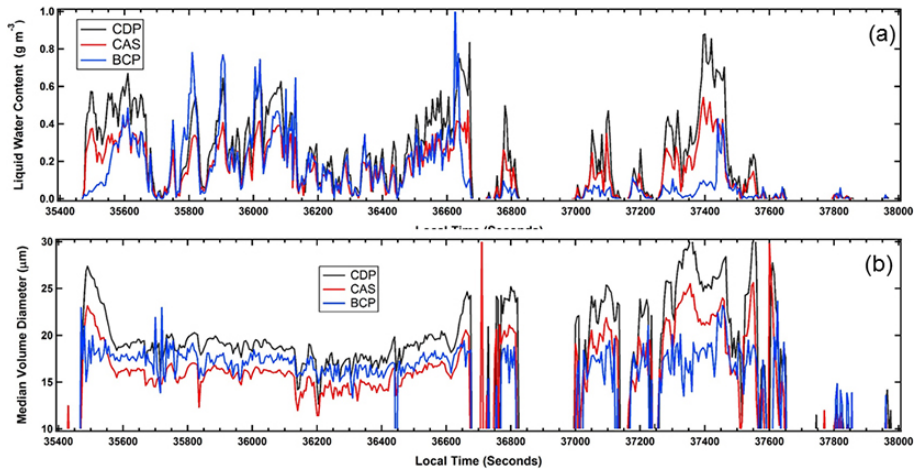 (a)
CDP
CAS
BCP
Liquid Water Content (g m⁻³)
1.0
0.8
0.6
0.4
0.2
0.0
35400 35600 35800 36000 36200 36400 36600 36800 37000 37200 37400 37600 37800 38000
Local Time (Seconds)
(b)
CDP
CAS
BCP
Median Volume Diameter (µm)
30
25
20
15
10
35400 35600 35800 36000 36200 36400 36600 36800 37000 37200 37400 37600 37800 38000
Local Time (Seconds)